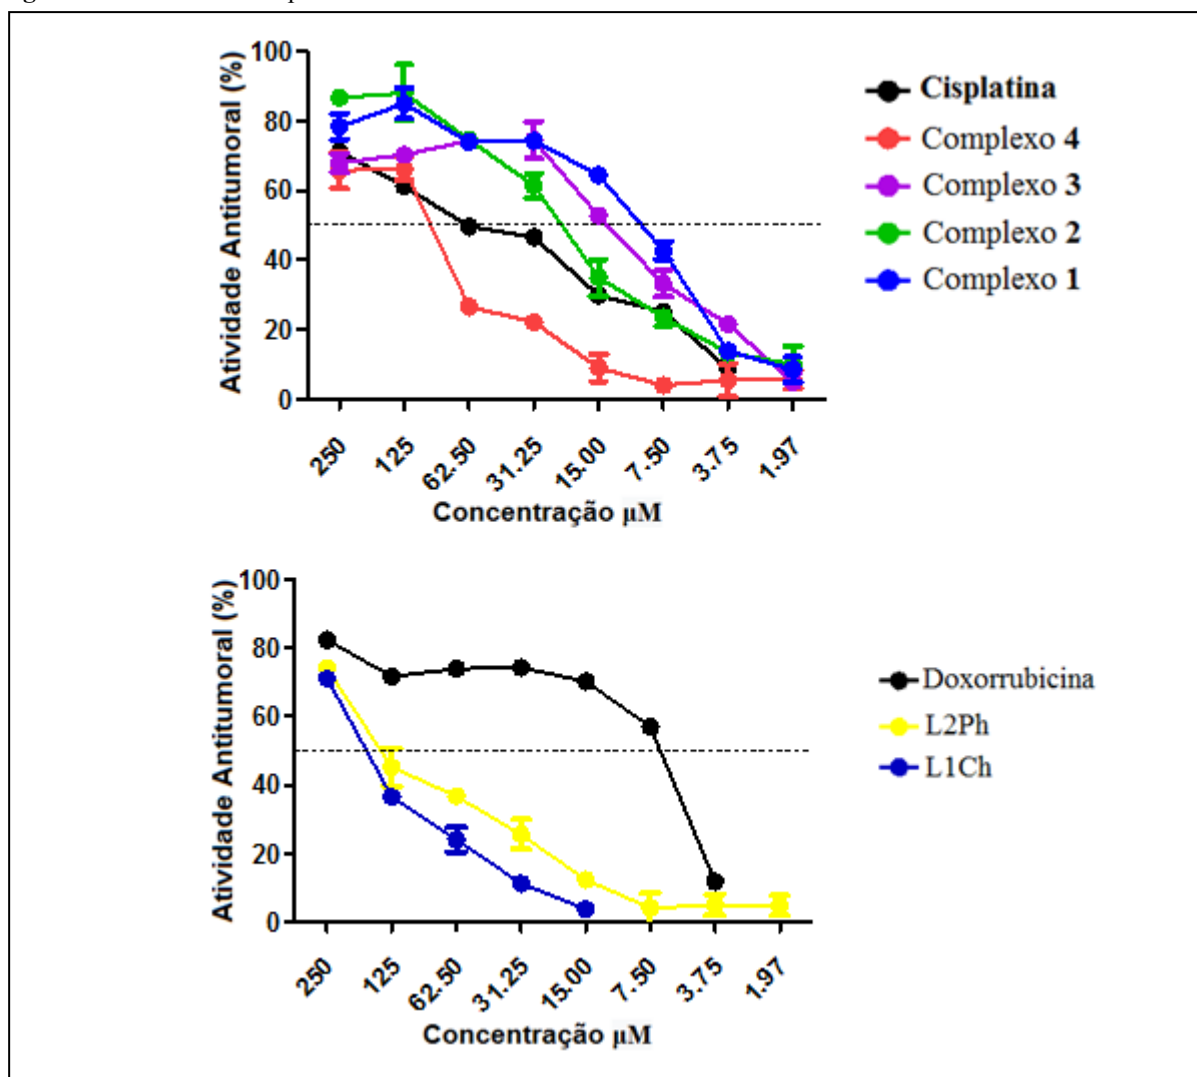 Atividade Antitumoral (%)
100
80
60
40
20
0
250
125
62.50
31.25
15.00
7.50
3.75
1.97
Concentração µM
Cisplatina
Complexo 4
Complexo 3
Complexo 2
Complexo 1
Atividade Antitumoral (%)
100
80
60
40
20
0
250
125
62.50
31.25
15.00
7.50
3.75
1.97
Concentração µM
Doxorrubicina
L2Ph
L1Ch